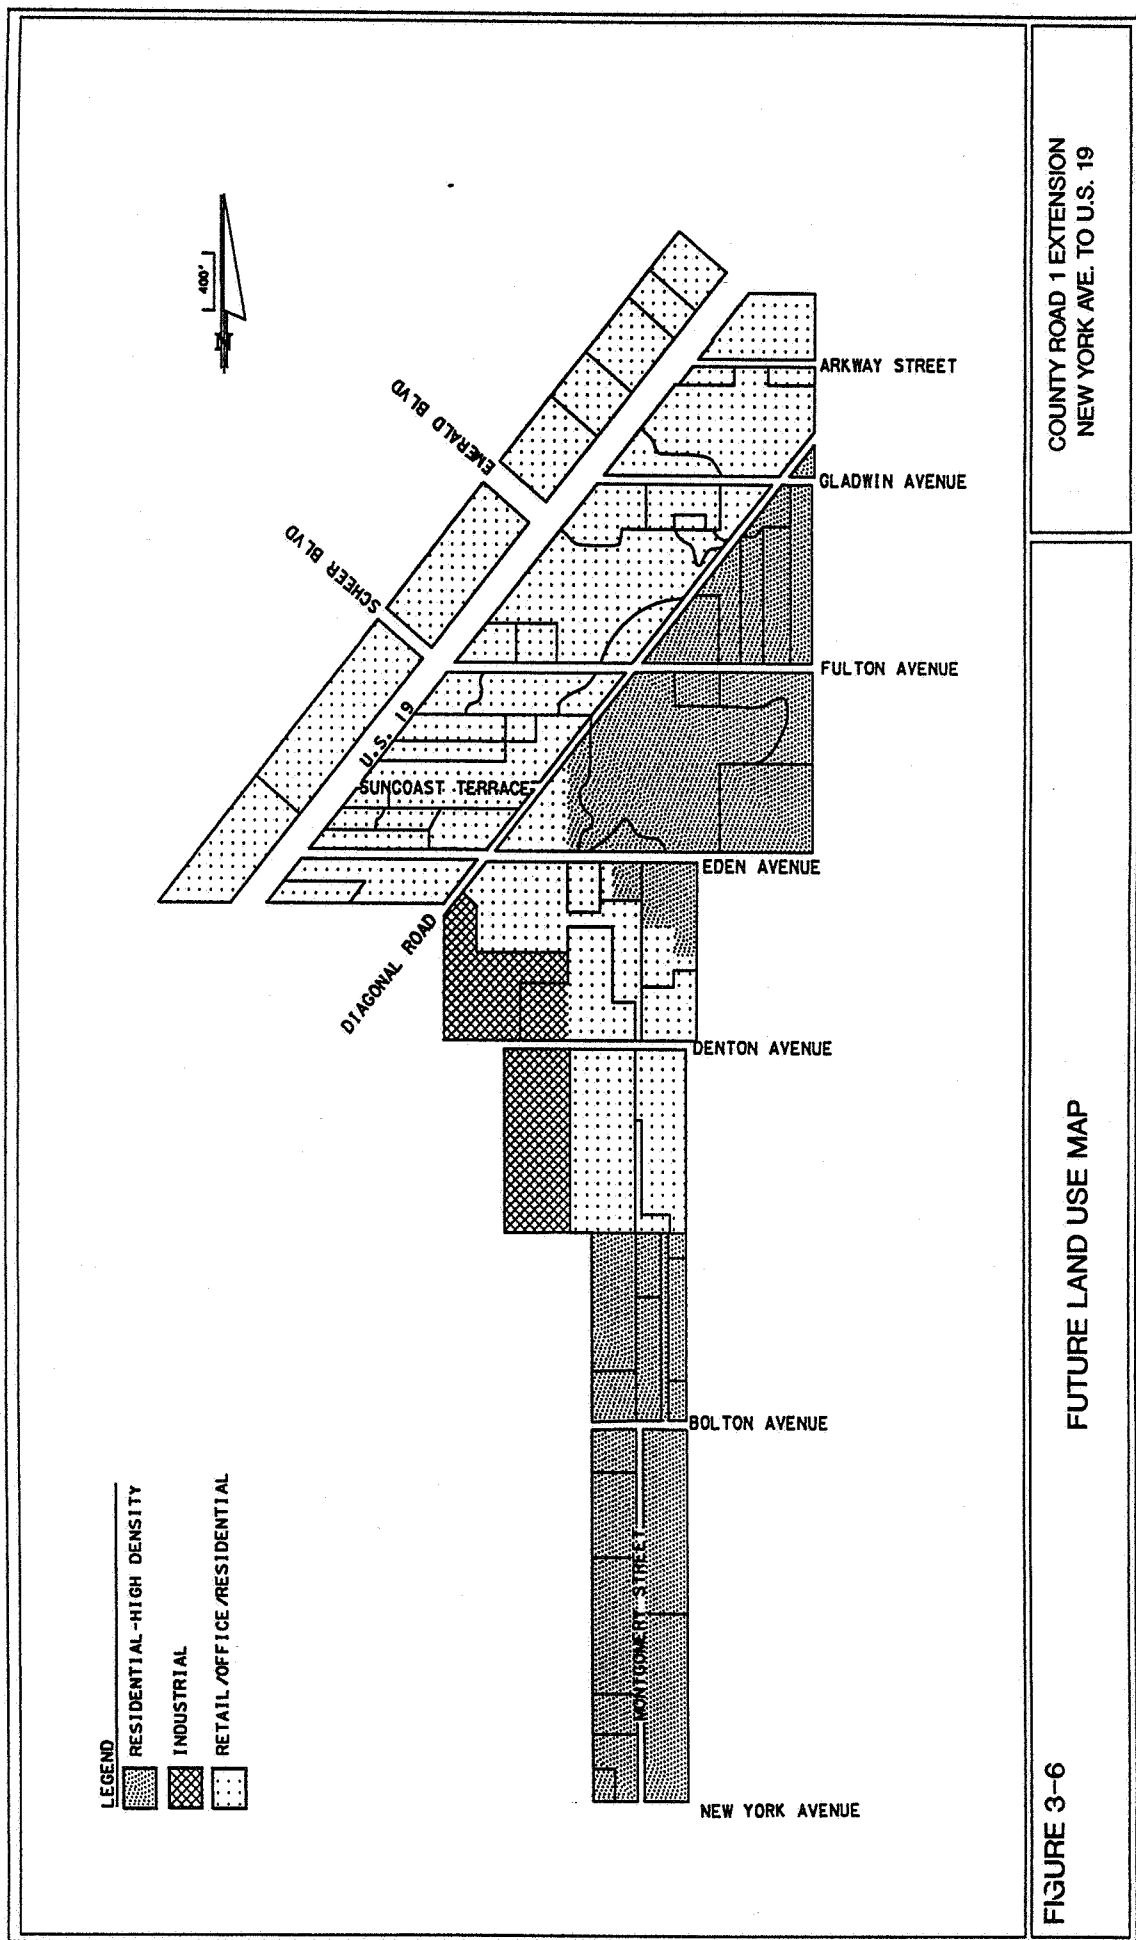 LEGEND
RESIDENTIAL-HIGH DENSITY
INDUSTRIAL
RETAIL/OFFICE/RESIDENTIAL
400'
N
SCHEER BLVD
EMERALD BLVD
U.S. 19
SUNCOAST TERRACE
DIAGONAL ROAD
ARKWAY STREET
GLADWIN AVENUE
FULTON AVENUE
EDEN AVENUE
DENTON AVENUE
BOLTON AVENUE
MONTGOMERY STREET
NEW YORK AVENUE
FIGURE 3-6
FUTURE LAND USE MAP
COUNTY ROAD 1 EXTENSION
NEW YORK AVE. TO U.S. 19